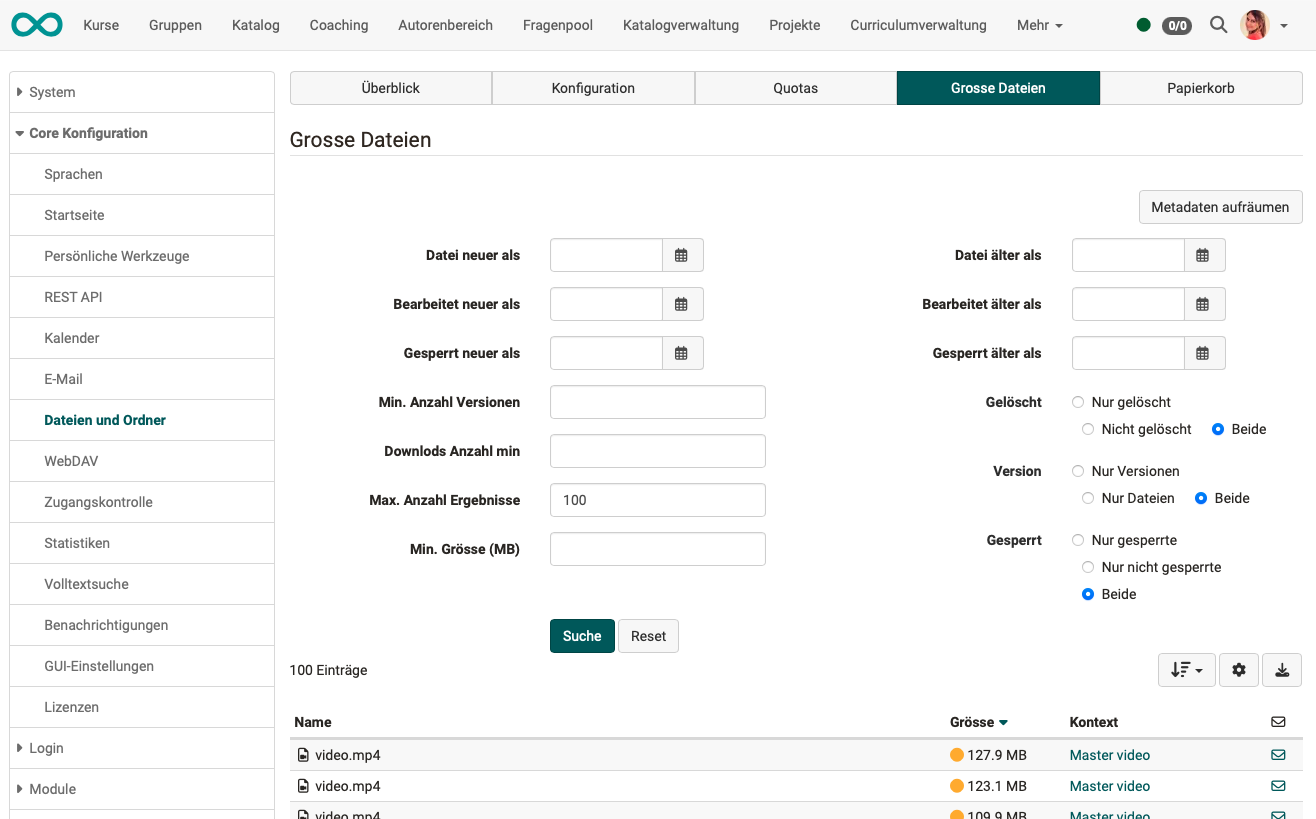 Kurse Gruppen Katalog Coaching Autorenbereich Fragenpool Katalogverwaltung Projekte Curriculumverwaltung Mehr 0/0
System
Core Konfiguration
Sprachen
Startseite
Persönliche Werkzeuge
REST API
Kalender
E-Mail
Dateien und Ordner
WebDAV
Zugangskontrolle
Statistiken
Volltextsuche
Benachrichtigungen
GUI-Einstellungen
Lizenzen
Login
Module
Überblick Konfiguration Quotas Grosse Dateien Papierkorb
Grosse Dateien
Metadaten aufräumen
Datei neuer als
Bearbeitet neuer als
Gesperrt neuer als
Min. Anzahl Versionen
Downlods Anzahl min
Max. Anzahl Ergebnisse 100
Min. Grösse (MB)
Datei älter als
Bearbeitet älter als
Gesperrt älter als
Gelöscht Nur gelöscht
Nicht gelöscht Beide
Version Nur Versionen
Nur Dateien Beide
Gesperrt Nur gesperrte
Nur nicht gesperrte
Beide
Suche Reset
100 Einträge
Name Grösse Kontext
video.mp4 127.9 MB Master video
video.mp4 123.1 MB Master video
video.mp4 109.9 MB Master video